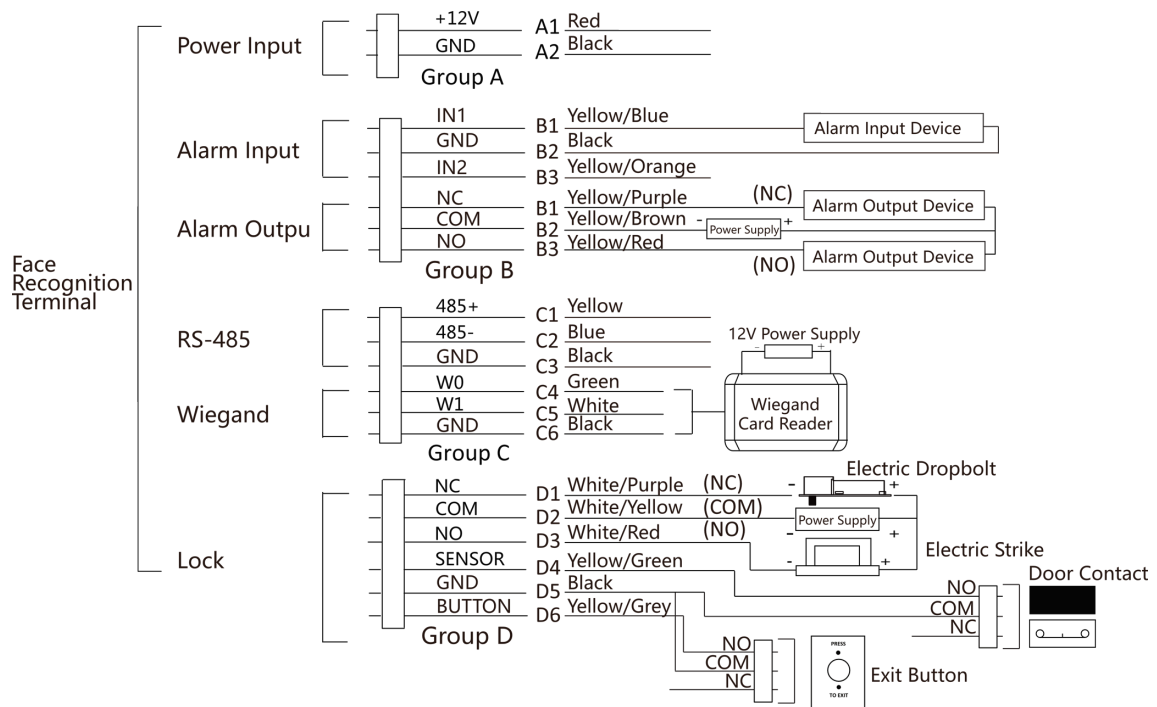 Face
Recognition
Terminal
Power Input
+12V A1 Red
GND A2 Black
Group A
Alarm Input
IN1 B1 Yellow/Blue Alarm Input Device
GND B2 Black
IN2 B3 Yellow/Orange
Alarm Outpu
NC B1 Yellow/Purple (NC) Alarm Output Device
COM B2 Yellow/Brown - Power Supply +
NO B3 Yellow/Red (NO) Alarm Output Device
Group B
RS-485
485+ C1 Yellow
485- C2 Blue
GND C3 Black
12V Power Supply
- +
Wiegand
W0 C4 Green
W1 C5 White
GND C6 Black
Wiegand
Card Reader
Group C
Lock
NC D1 White/Purple (NC) - +
Electric Dropbolt
COM D2 White/Yellow (COM) Power Supply
- +
NO D3 White/Red (NO) - +
Electric Strike
SENSOR D4 Yellow/Green
GND D5 Black
BUTTON D6 Yellow/Grey
Group D
Door Contact
NO
COM
NC
NO
COM
NC
PRESS
TO EXIT
Exit Button